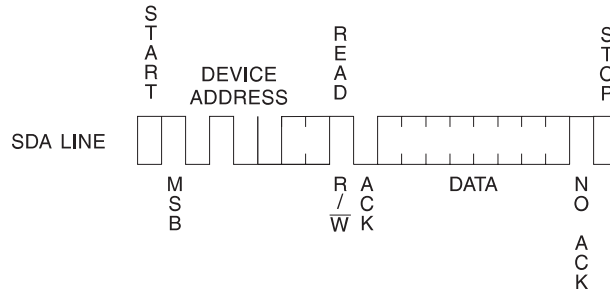 START
READ
STOP
DEVICE
ADDRESS
SDA LINE
MSB
R/W
ACK
DATA
NO ACK